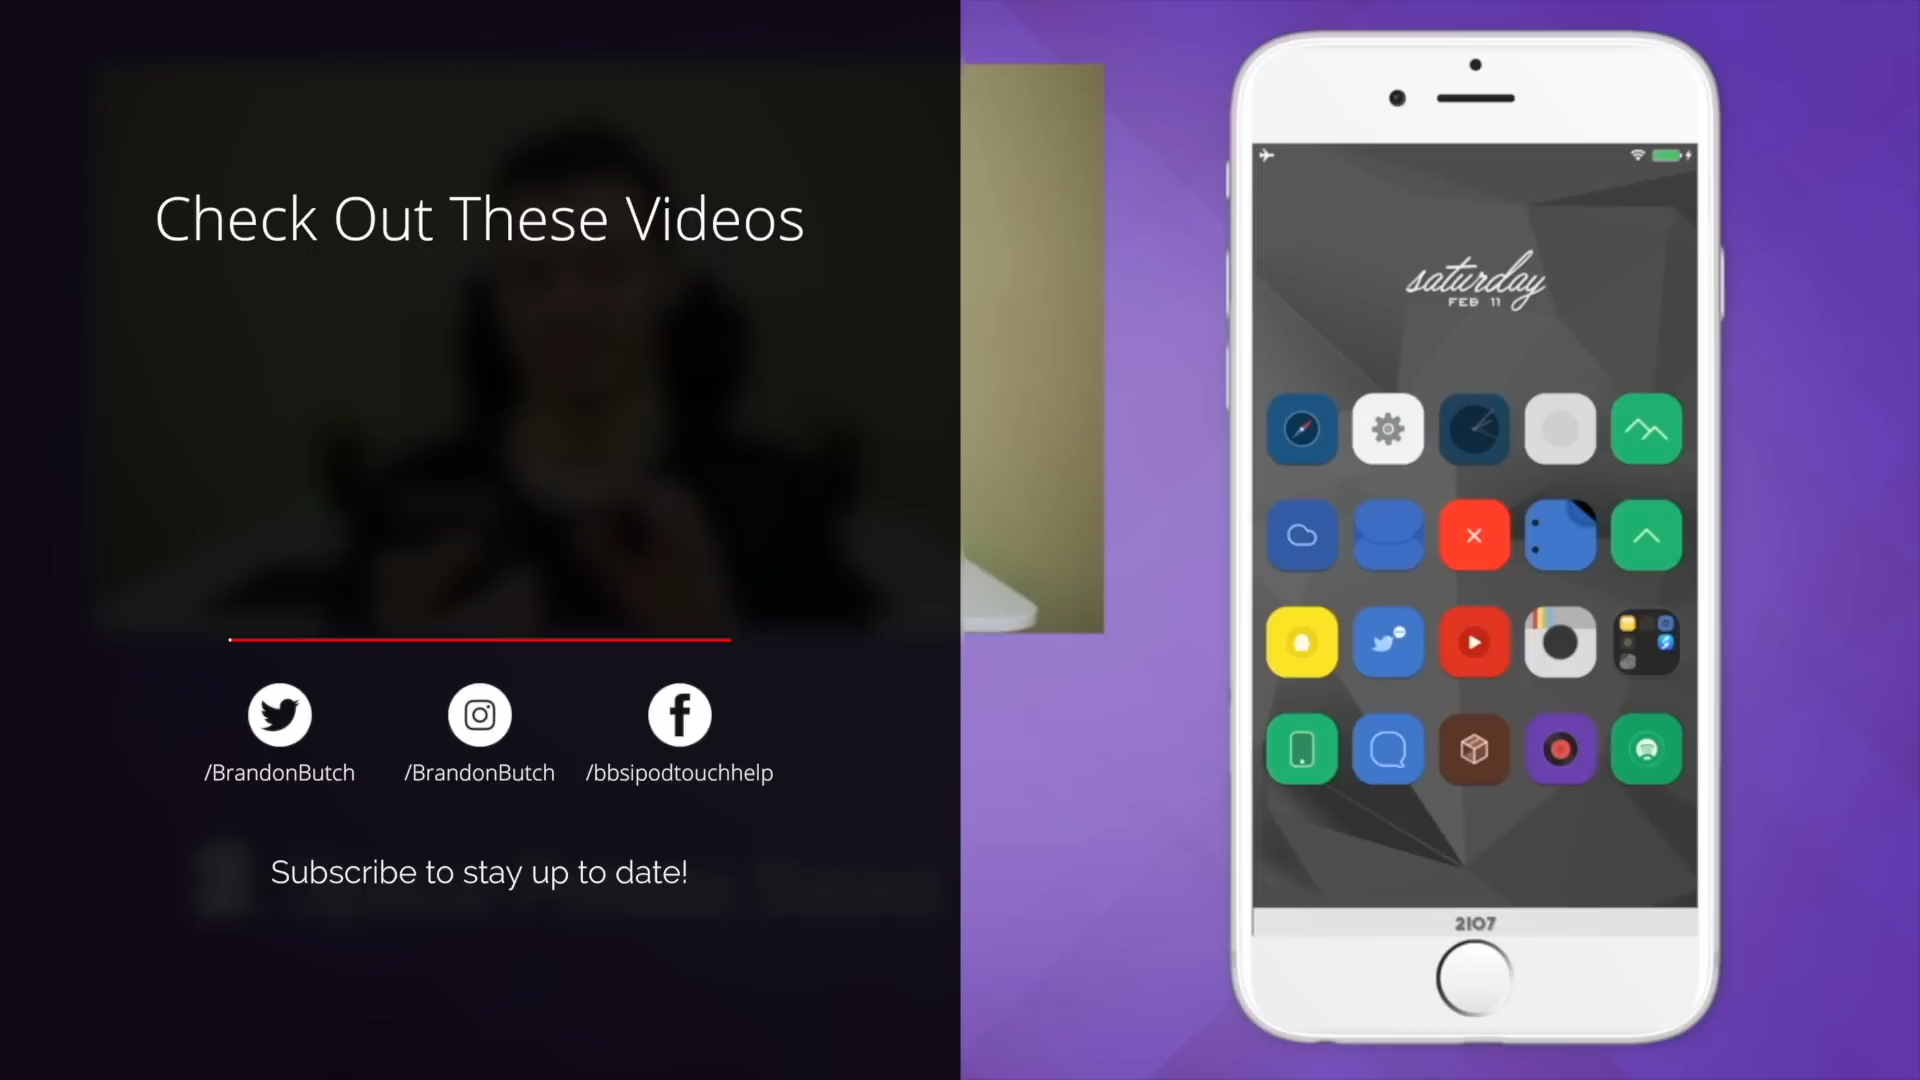 Check Out These Videos
/BrandonButch
/BrandonButch
/bbsipodtouchhelp
Subscribe to stay up to date!
saturday
FEB 11
2107